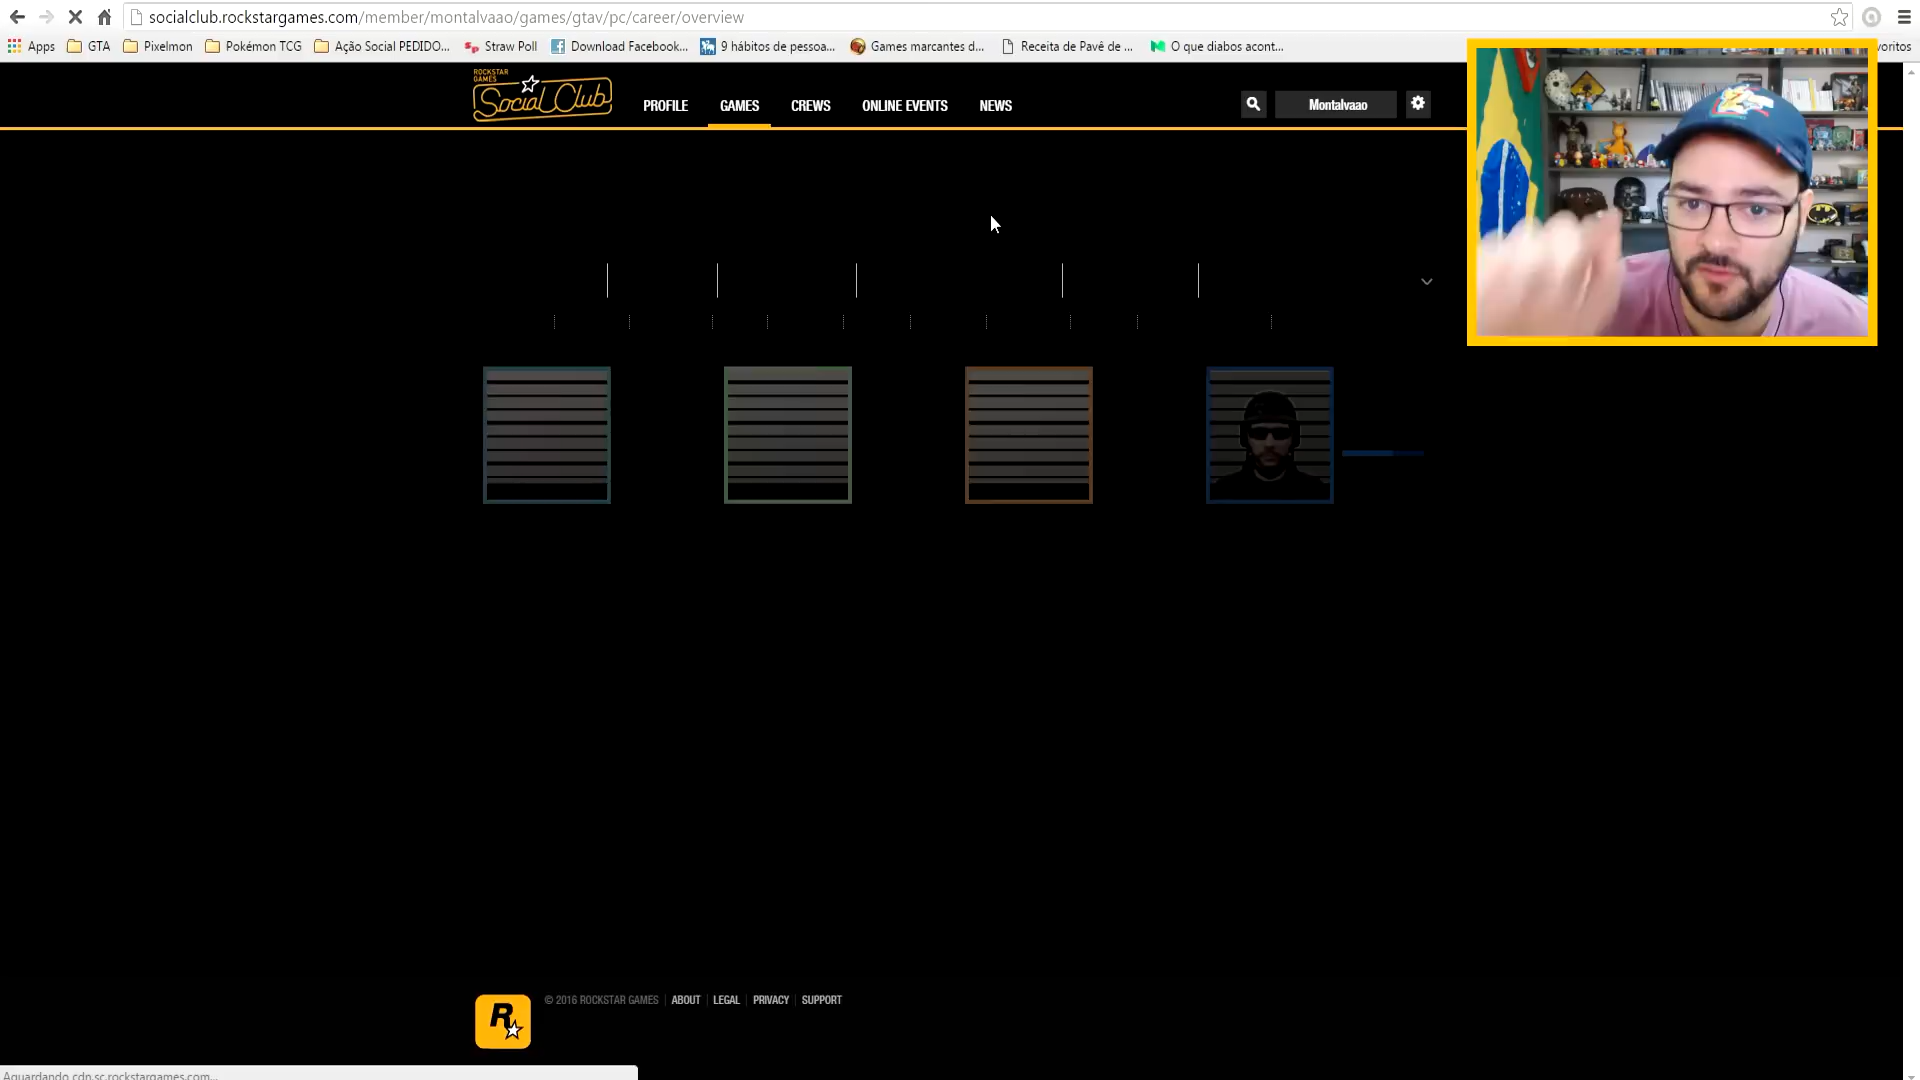 socialclub.rockstargames.com/member/montalvaao/games/gtav/pc/career/overview
Apps GTA Pixelmon Pokémon TCG Ação Social PEDIDO... Straw Poll Download Facebook... 9 hábitos de pessoa... Games marcantes d... Receita de Pavê de ... O que diabos acont... voritos
ROCKSTAR GAMES
Social Club
PROFILE GAMES CREWS ONLINE EVENTS NEWS Montalvaao
© 2016 ROCKSTAR GAMES ABOUT LEGAL PRIVACY SUPPORT
R
Aguardando cdn.sc.rockstargames.com...